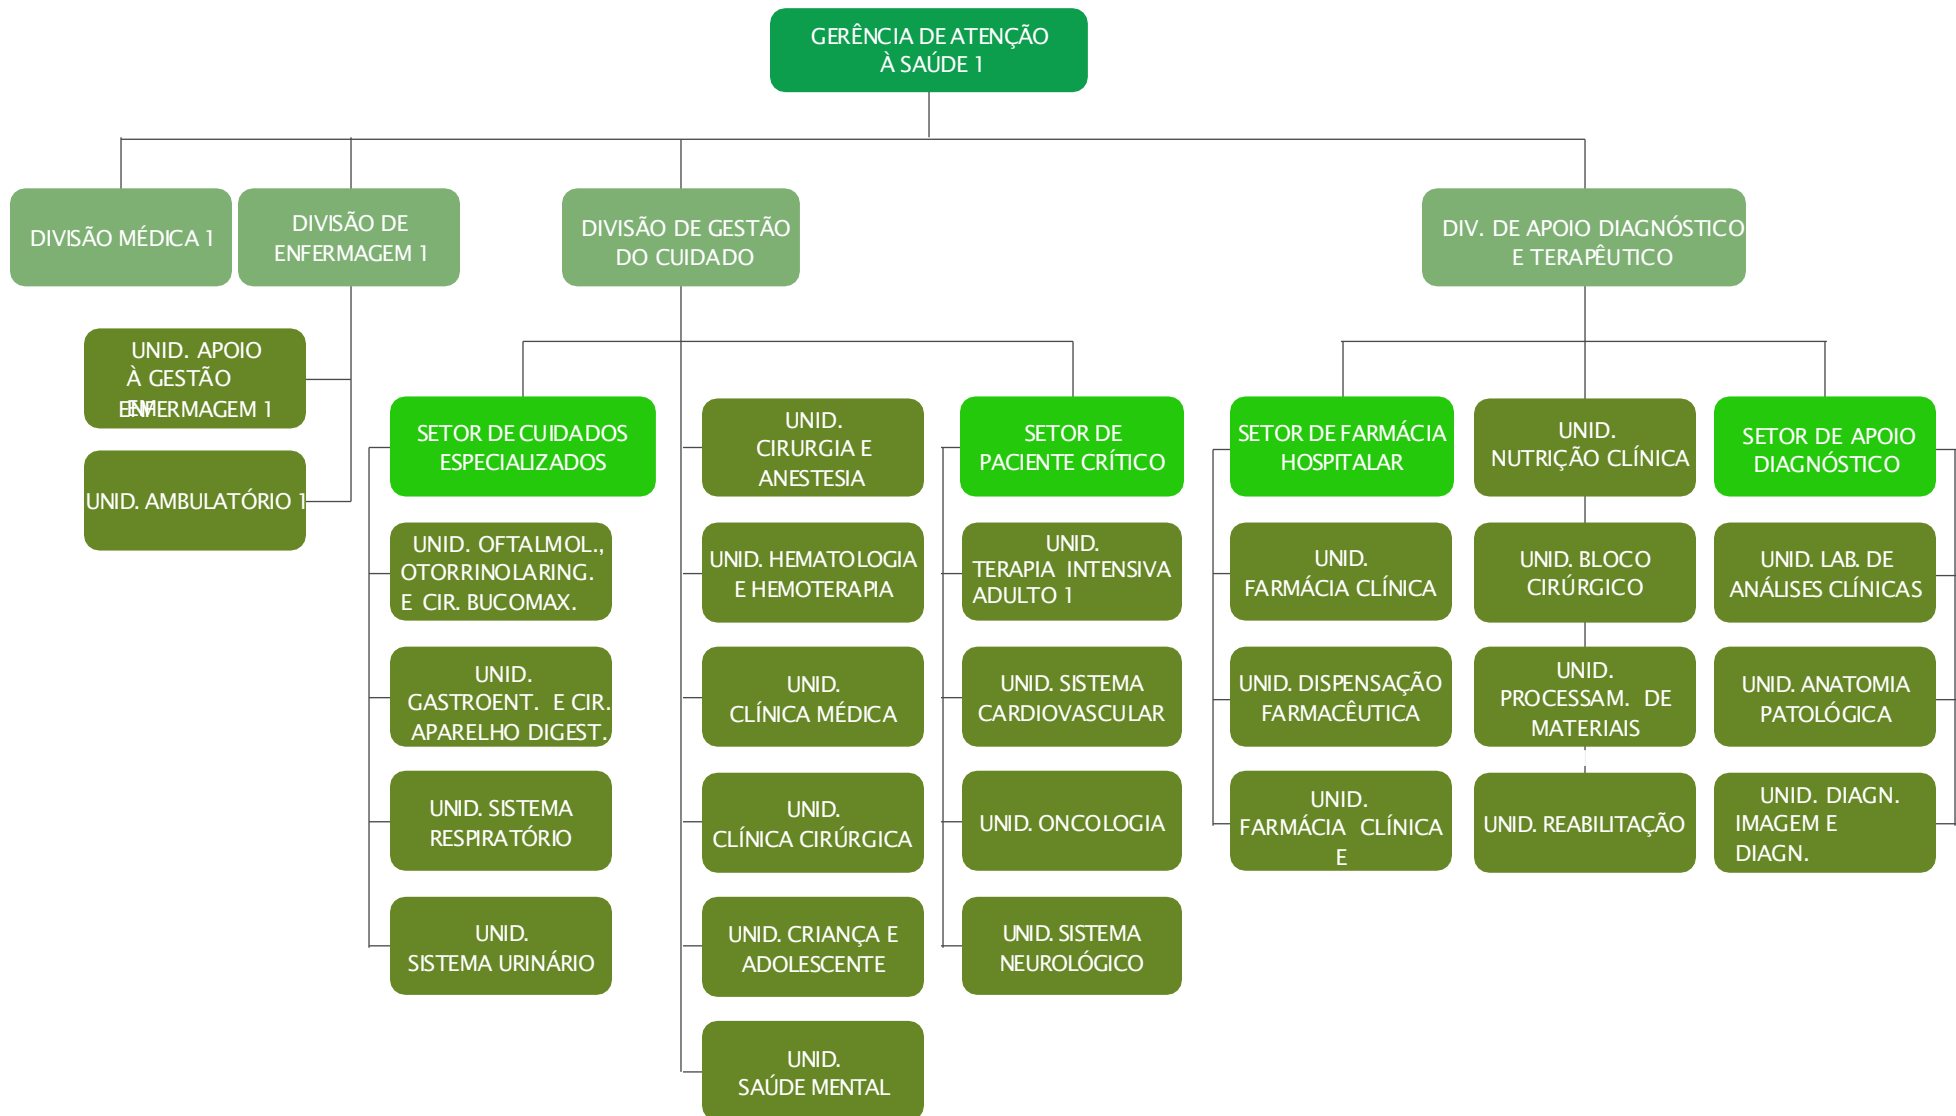 GERÊNCIA DE ATENÇÃO
À SAÚDE 1
DIVISÃO MÉDICA 1
DIVISÃO DE
ENFERMAGEM 1
DIVISÃO DE GESTÃO
DO CUIDADO
DIV. DE APOIO DIAGNÓSTICO
E TERAPÊUTICO
UNID. APOIO
À GESTÃO
EM
ENFERMAGEM 1
UNID. AMBULATÓRIO 1
SETOR DE CUIDADOS
ESPECIALIZADOS
UNID. OFTALMOL.,
OTORRINOLARING.
E CIR. BUCOMAX.
UNID.
GASTROENT. E CIR.
APARELHO DIGEST.
UNID. SISTEMA
RESPIRATÓRIO
UNID.
SISTEMA URINÁRIO
UNID.
CIRURGIA E
ANESTESIA
UNID. HEMATOLOGIA
E HEMOTERAPIA
UNID.
CLÍNICA MÉDICA
UNID.
CLÍNICA CIRÚRGICA
UNID. CRIANÇA E
ADOLESCENTE
UNID.
SAÚDE MENTAL
SETOR DE
PACIENTE CRÍTICO
UNID.
TERAPIA INTENSIVA
ADULTO 1
UNID. SISTEMA
CARDIOVASCULAR
UNID. ONCOLOGIA
UNID. SISTEMA
NEUROLÓGICO
SETOR DE FARMÁCIA
HOSPITALAR
UNID.
FARMÁCIA CLÍNICA
UNID. DISPENSAÇÃO
FARMACÊUTICA
UNID.
FARMÁCIA CLÍNICA
E
UNID.
NUTRIÇÃO CLÍNICA
UNID. BLOCO
CIRÚRGICO
UNID.
PROCESSAM. DE
MATERIAIS
UNID. REABILITAÇÃO
SETOR DE APOIO
DIAGNÓSTICO
UNID. LAB. DE
ANÁLISES CLÍNICAS
UNID. ANATOMIA
PATOLÓGICA
UNID. DIAGN.
IMAGEM E
DIAGN.